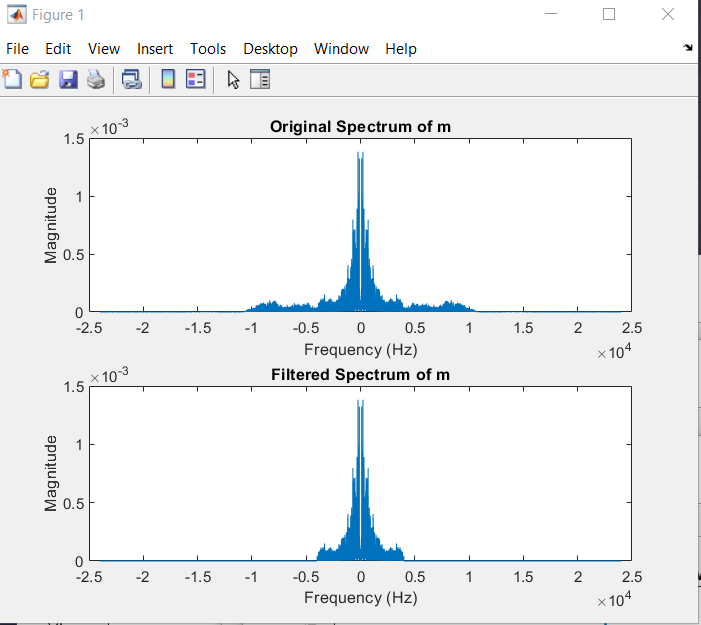 Figure 1
File Edit View Insert Tools Desktop Window Help
Original Spectrum of m
×10-3
1.5
1
0.5
0
Magnitude
-2.5 -2 -1.5 -1 -0.5 0 0.5 1 1.5 2 2.5
Frequency (Hz)
×104
Filtered Spectrum of m
×10-3
1.5
1
0.5
0
Magnitude
-2.5 -2 -1.5 -1 -0.5 0 0.5 1 1.5 2 2.5
Frequency (Hz)
×104